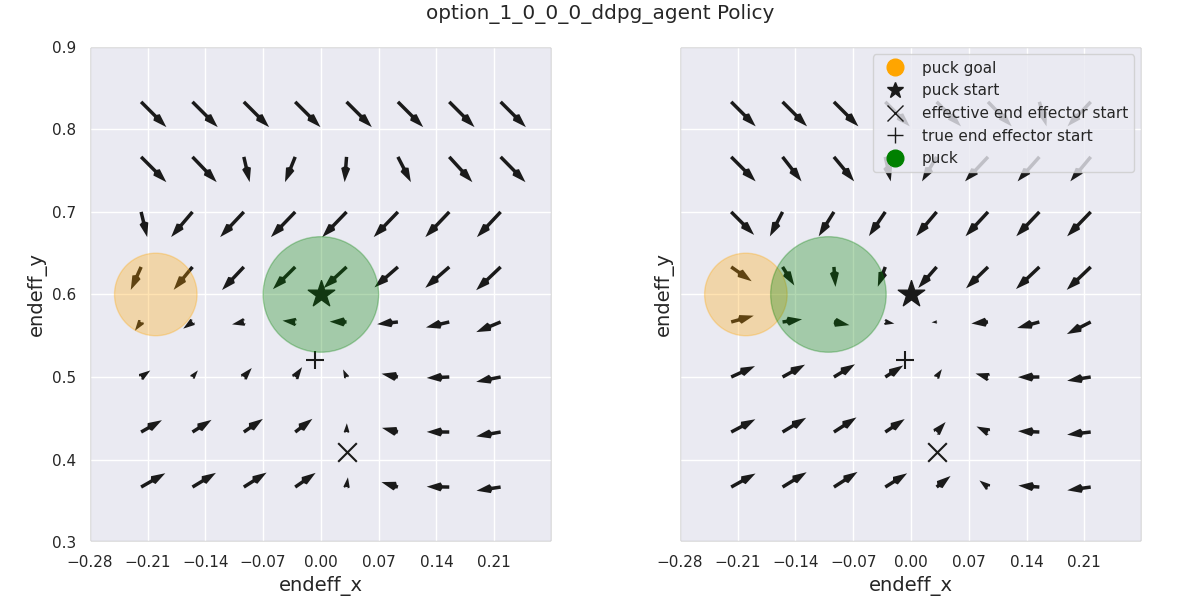 option_1_0_0_0_ddpg_agent Policy
endeff_y
0.9
0.8
0.7
0.6
0.5
0.4
0.3
−0.28 −0.21 −0.14 −0.07 0.00 0.07 0.14 0.21
endeff_x
puck goal
puck start
effective end effector start
true end effector start
puck
endeff_y
−0.28 −0.21 −0.14 −0.07 0.00 0.07 0.14 0.21
endeff_x